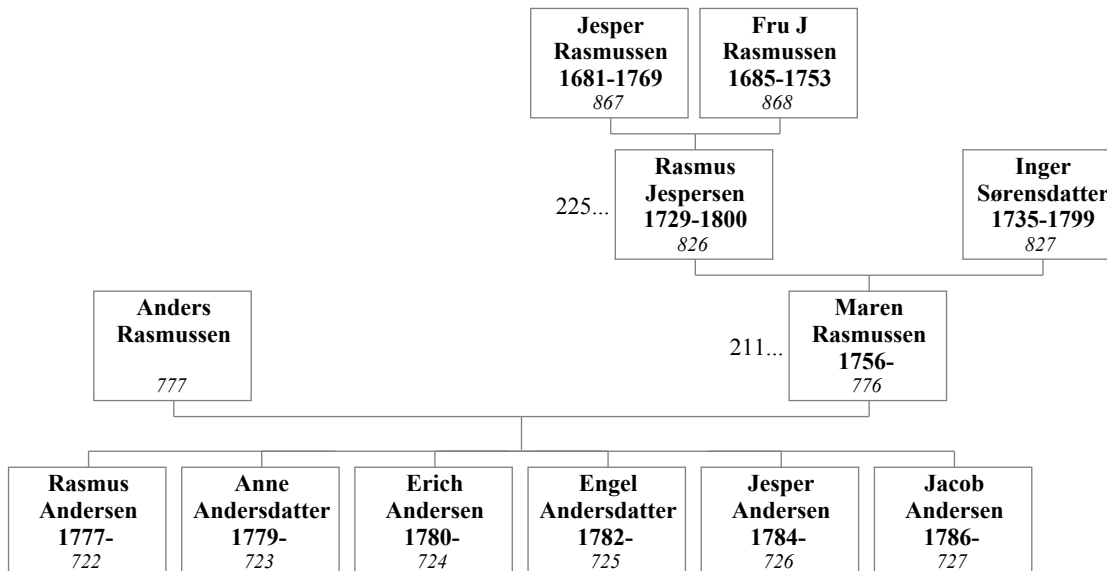 Jesper
Rasmussen
1681-1769
867
Fru J
Rasmussen
1685-1753
868
225...
Rasmus
Jespersen
1729-1800
826
Inger
Sørensdatter
1735-1799
827
Anders
Rasmussen
777
211...
Maren
Rasmussen
1756-
776
Rasmus
Andersen
1777-
722
Anne
Andersdatter
1779-
723
Erich
Andersen
1780-
724
Engel
Andersdatter
1782-
725
Jesper
Andersen
1784-
726
Jacob
Andersen
1786-
727